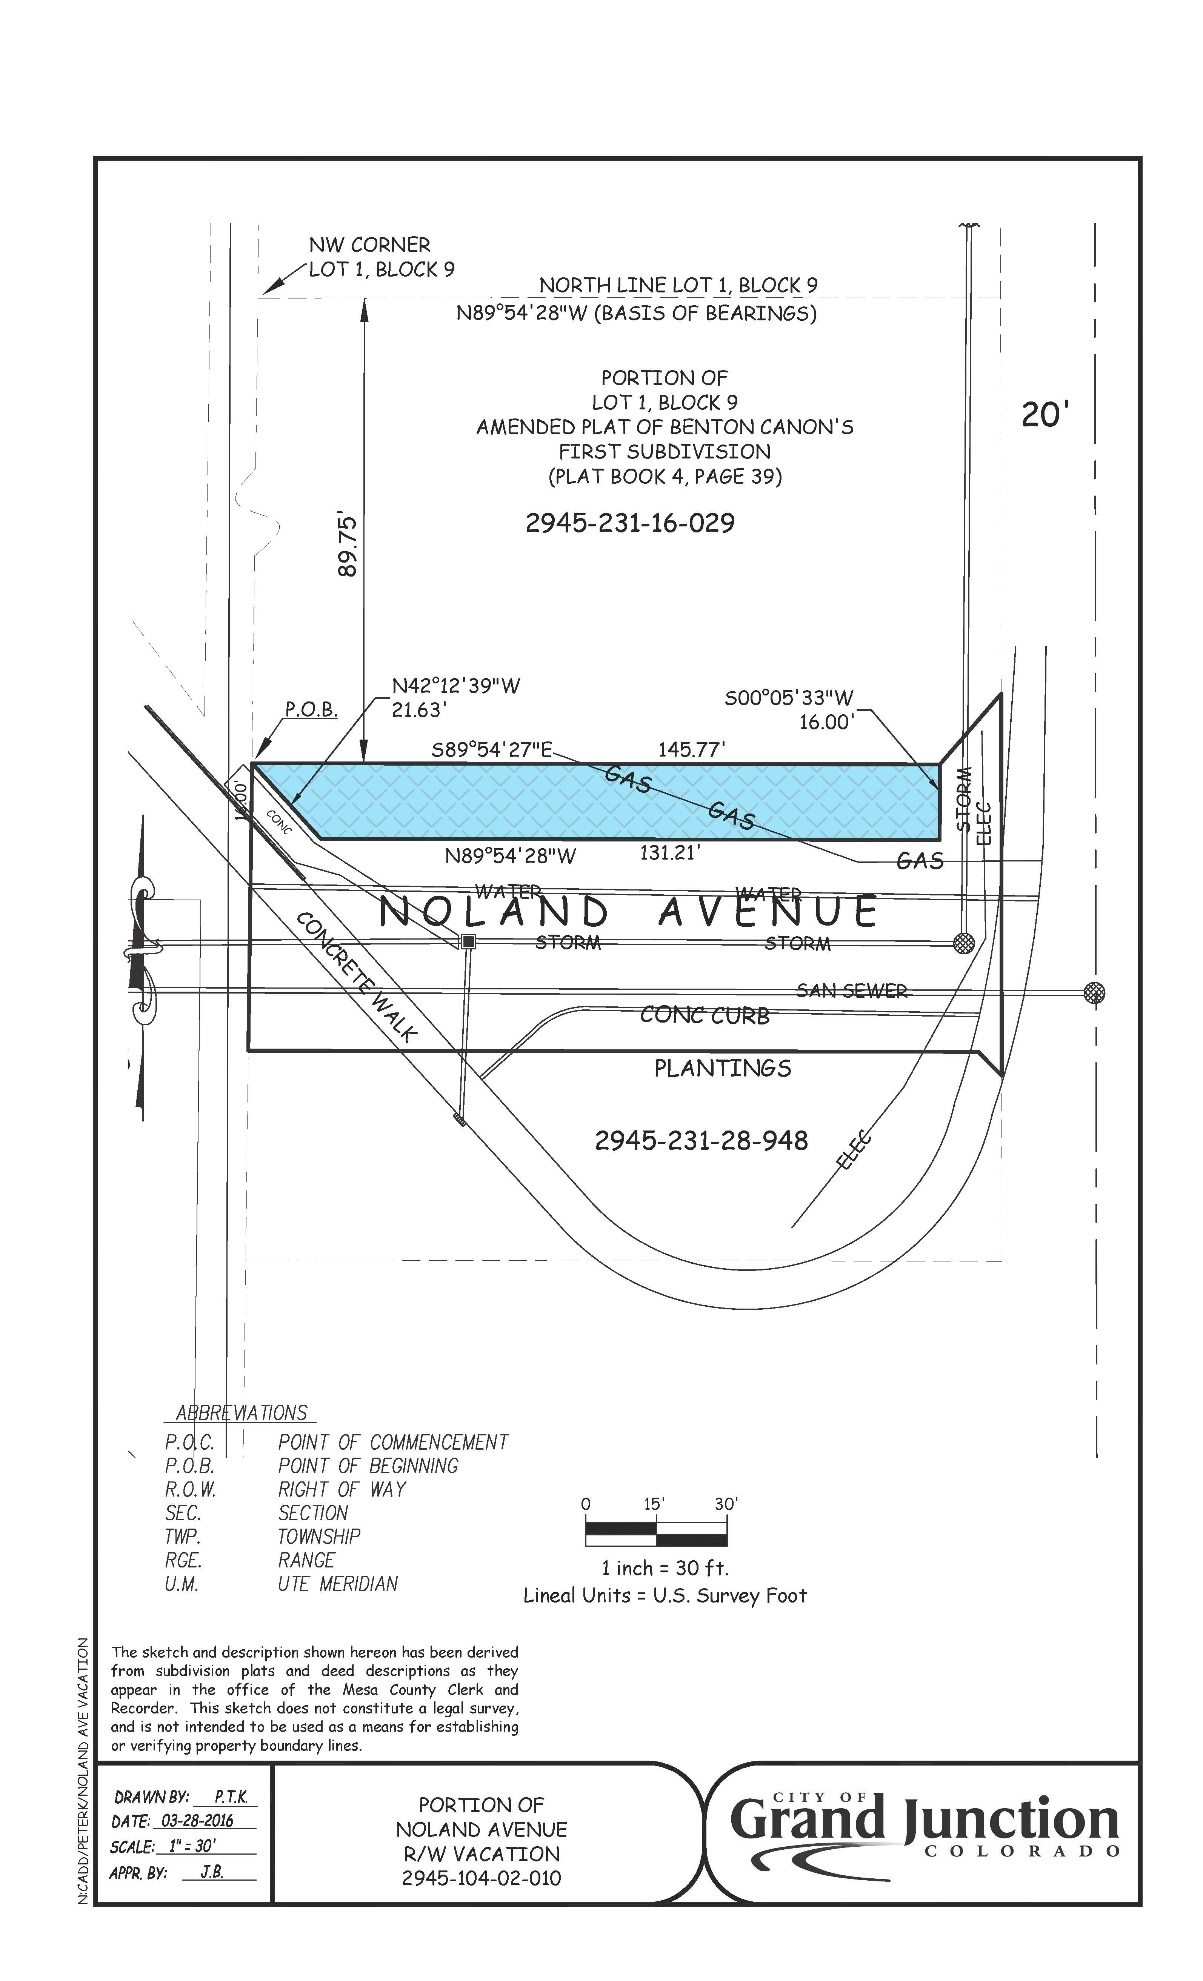 NW CORNER
LOT 1, BLOCK 9
NORTH LINE LOT 1, BLOCK 9
N89°54'28"W (BASIS OF BEARINGS)
PORTION OF
LOT 1, BLOCK 9
AMENDED PLAT OF BENTON CANON'S
FIRST SUBDIVISION
(PLAT BOOK 4, PAGE 39)
2945-231-16-029
20'
89.75'
N42°12'39"W
21.63'
P.O.B.
S00°05'33"W
16.00'
S89°54'27"E
145.77'
GAS
GAS
GAS
CONC
STORM
ELEC
N89°54'28"W
131.21'
WATER
WATER
NOLAND AVENUE
STORM
STORM
CONCRETE WALK
SAN SEWER
CONC CURB
PLANTINGS
2945-231-28-948
ELEC
ABBREVIATIONS
P.O.C. POINT OF COMMENCEMENT
P.O.B. POINT OF BEGINNING
R.O.W. RIGHT OF WAY
SEC. SECTION
TWP. TOWNSHIP
RGE. RANGE
U.M. UTE MERIDIAN
0 15' 30'
1 inch = 30 ft.
Lineal Units = U.S. Survey Foot
The sketch and description shown hereon has been derived
from subdivision plats and deed descriptions as they
appear in the office of the Mesa County Clerk and
Recorder. This sketch does not constitute a legal survey,
and is not intended to be used as a means for establishing
or verifying property boundary lines.
N:CADD/PETERK/NOLAND AVE VACATION
DRAWN BY: P.T.K.
DATE: 03-28-2016
SCALE: 1" = 30'
APPR. BY: J.B.
PORTION OF
NOLAND AVENUE
R/W VACATION
2945-104-02-010
CITY OF
Grand Junction
COLORADO